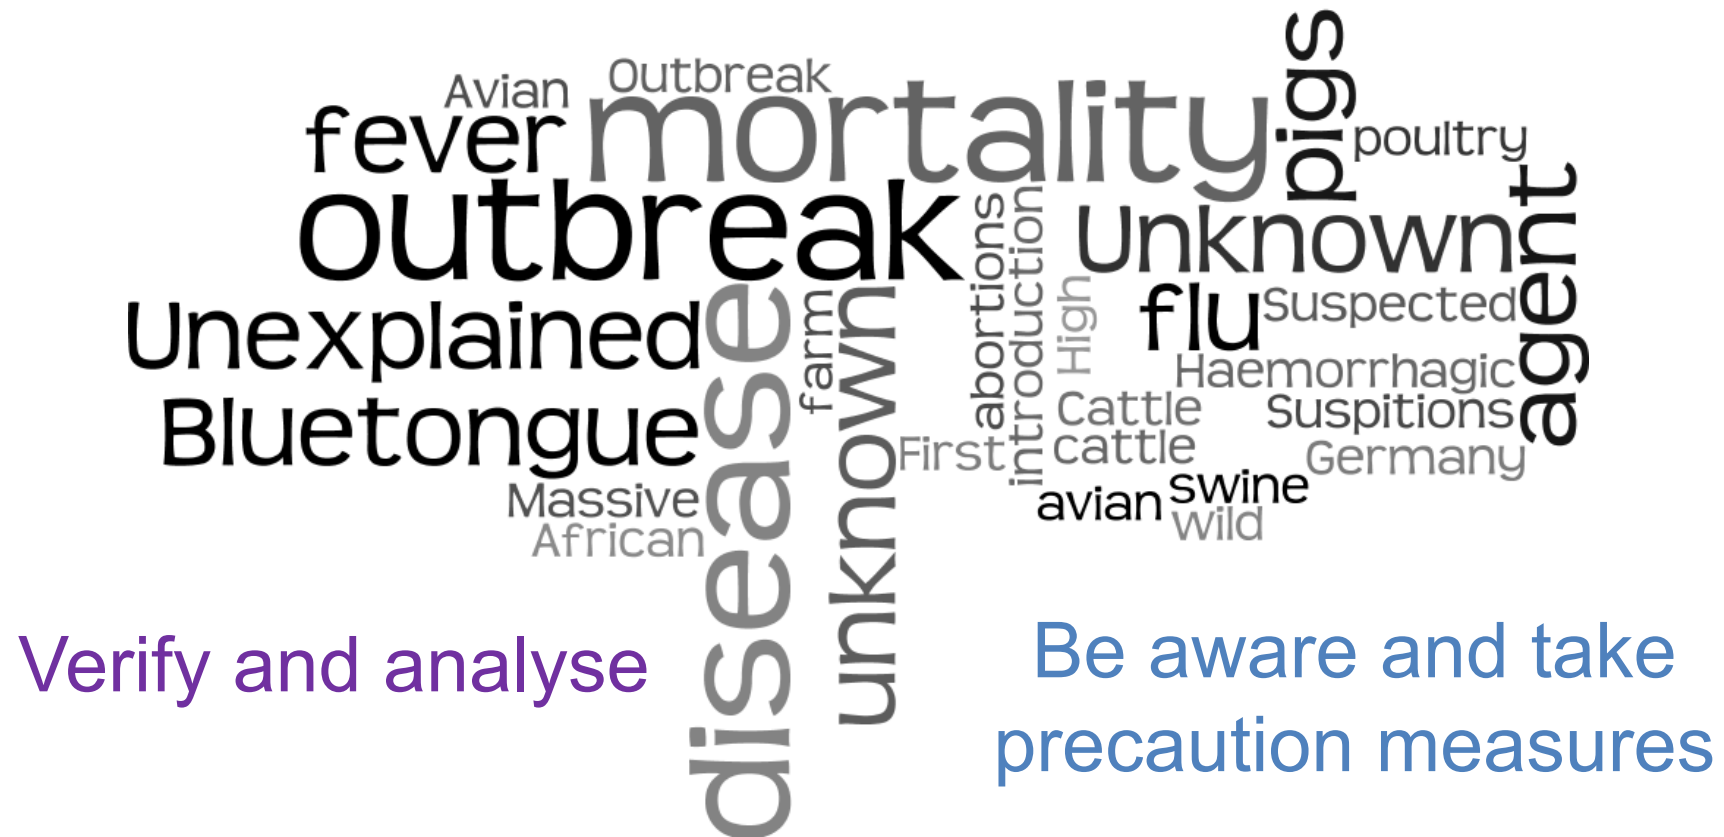 Avian
Outbreak
fever
mortality
pigs
poultry
outbreak
abortions
introduction
Unknown
agent
Unexplained
disease
farm
unknown
High
flu
Suspected
Haemorrhagic
Bluetongue
Cattle
Suspitions
First
cattle
Germany
Massive
avian
swine
African
wild
Verify and analyse
Be aware and take
precaution measures